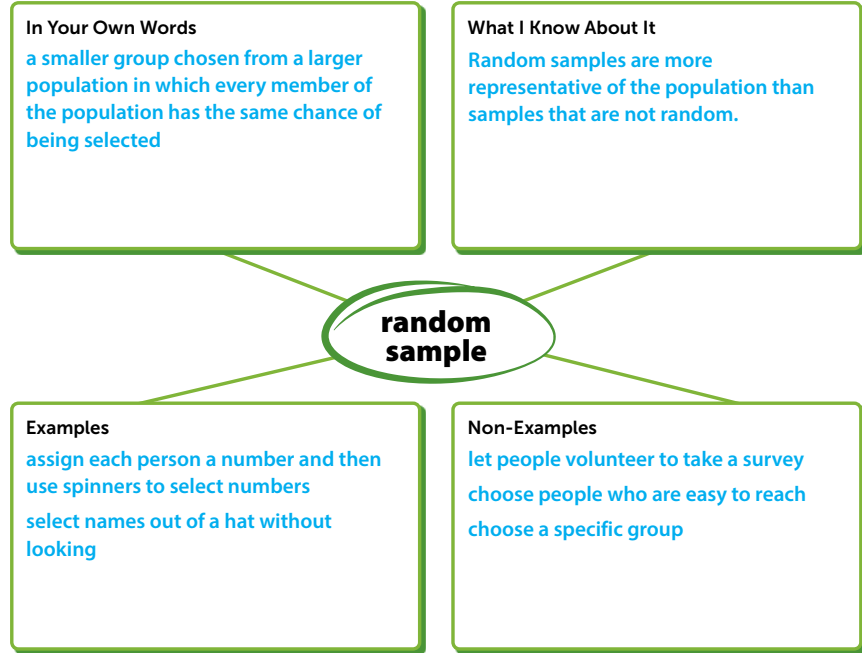 In Your Own Words
a smaller group chosen from a larger
population in which every member of
the population has the same chance of
being selected
What I Know About It
Random samples are more
representative of the population than
samples that are not random.
random
sample
Examples
assign each person a number and then
use spinners to select numbers
select names out of a hat without
looking
Non-Examples
let people volunteer to take a survey
choose people who are easy to reach
choose a specific group